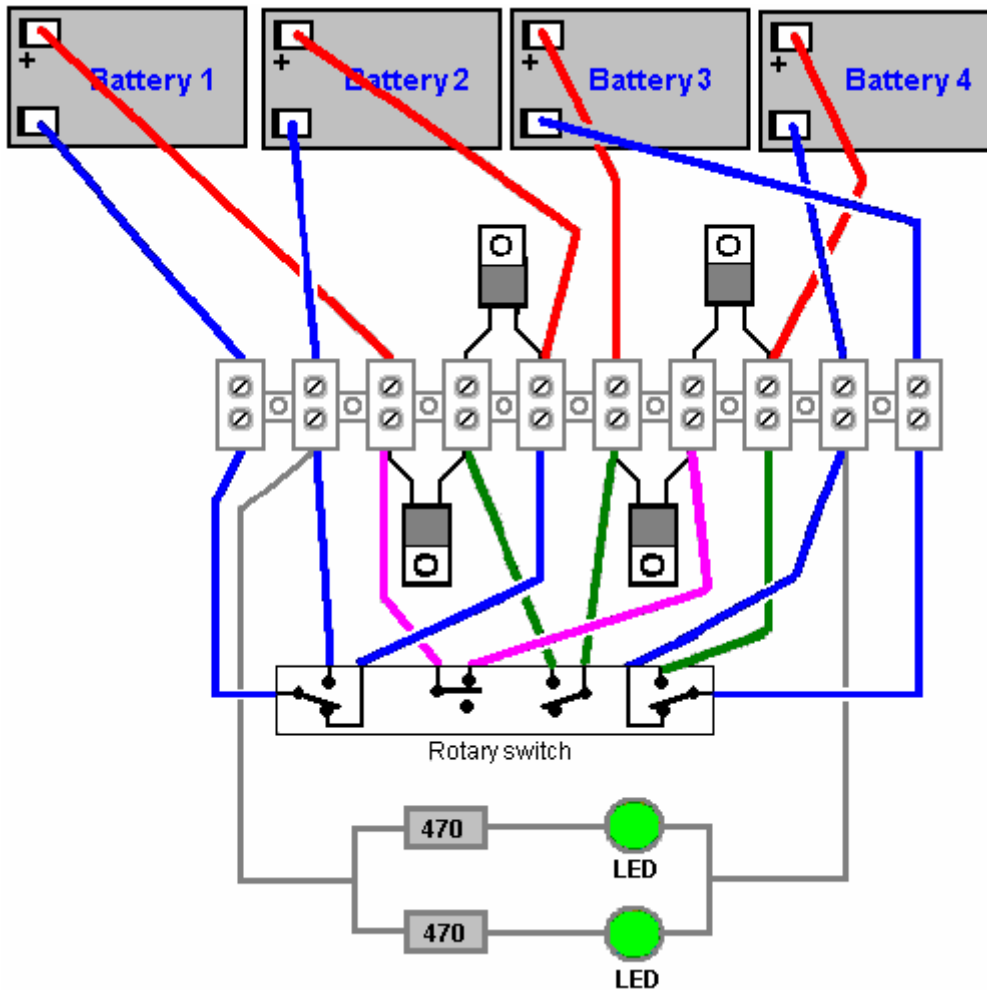 Battery 1
Battery 2
Battery 3
Battery 4
+
+
+
+
Rotary switch
470
LED
470
LED